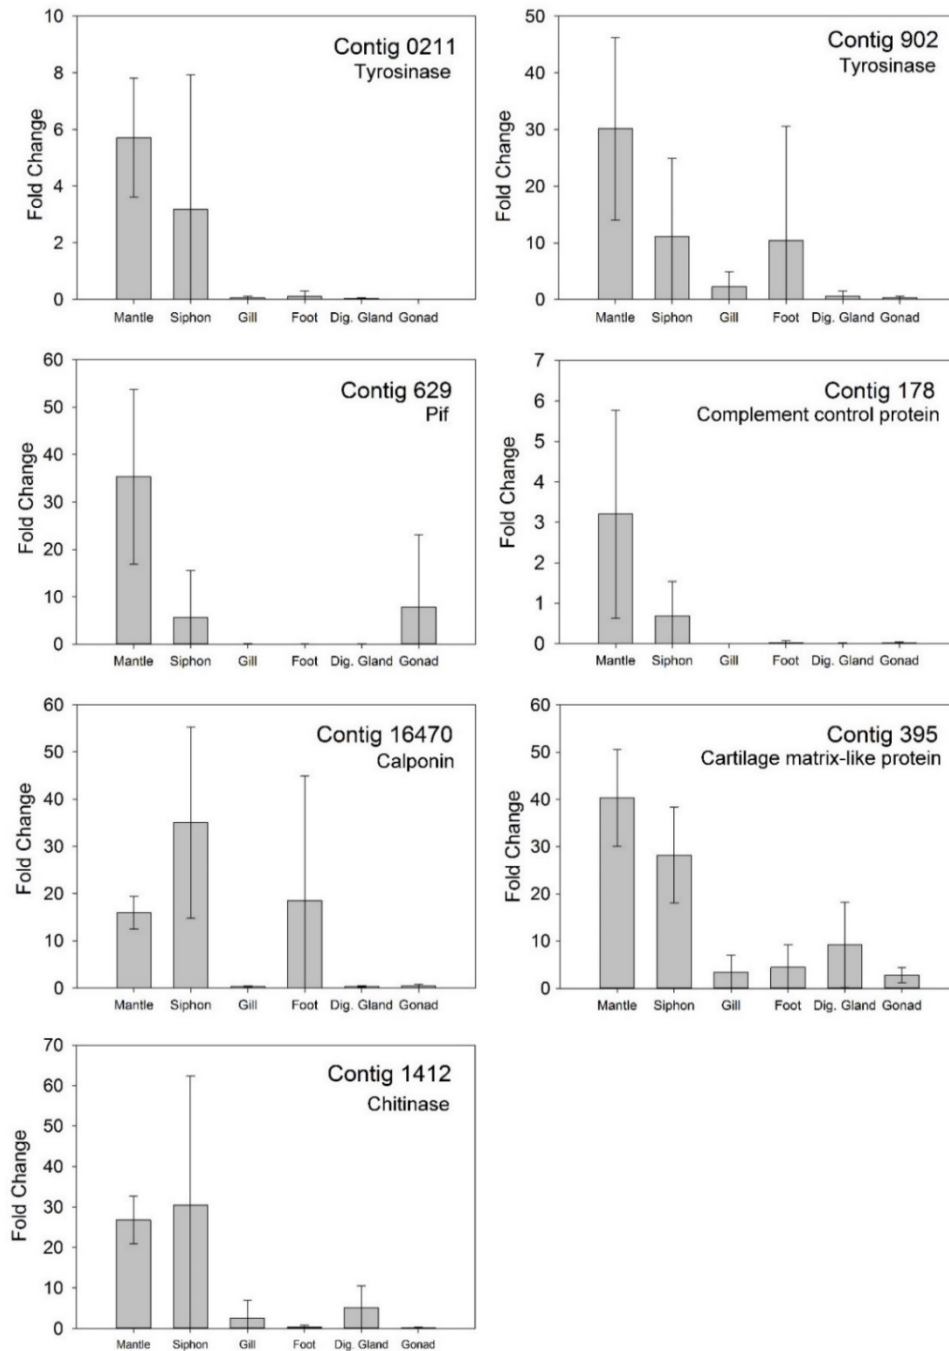 Contig 0211
Tyrosinase
Fold Change
10
8
6
4
2
0
Mantle Siphon Gill Foot Dig. Gland Gonad
Contig 902
Tyrosinase
Fold Change
50
40
30
20
10
0
Mantle Siphon Gill Foot Dig. Gland Gonad
Contig 629
Pif
Fold Change
60
50
40
30
20
10
0
Mantle Siphon Gill Foot Dig. Gland Gonad
Contig 178
Complement control protein
Fold Change
7
6
5
4
3
2
1
0
Mantle Siphon Gill Foot Dig. Gland Gonad
Contig 16470
Calponin
Fold Change
60
50
40
30
20
10
0
Mantle Siphon Gill Foot Dig. Gland Gonad
Contig 395
Cartilage matrix-like protein
Fold Change
60
50
40
30
20
10
0
Mantle Siphon Gill Foot Dig. Gland Gonad
Contig 1412
Chitinase
Fold Change
70
60
50
40
30
20
10
0
Mantle Siphon Gill Foot Dig. Gland Gonad